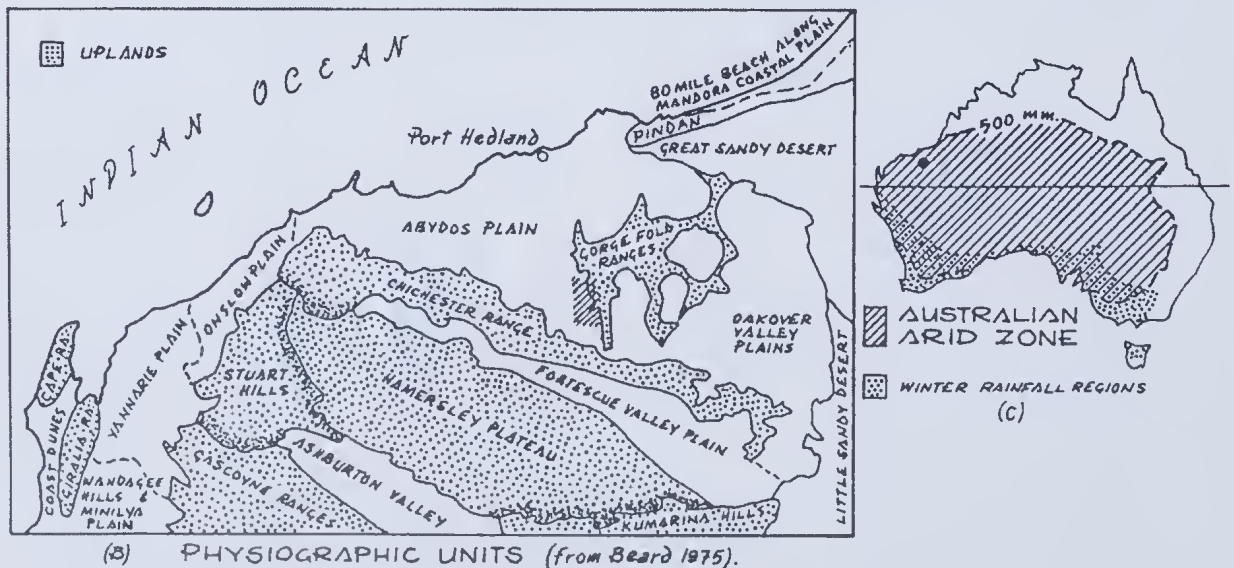 UPLANDS
INDIAN OCEAN
80 MILE BEACH ALONG
MANDORA COASTAL PLAIN
PINDAN
Port Hedland
GREAT SANDY DESERT
ABYDOS PLAIN
GORGE FOLD
RANGES
ONSLOW PLAIN
CHICHESTER RANGE
OAKOVER
VALLEY
PLAINS
CAPE RA.
YANNARIE PLAIN
STUART
HILLS
HAMERSLEY PLATEAU
FORTESCUE VALLEY PLAIN
LITTLE SANDY DESERT
COAST DUNES
GIRALIA RA.
WANDAGEE
HILLS &
MINILYA
PLAIN
GASCOYNE RANGES
ASHBURTON VALLEY
KUMARINA HILLS
(B) PHYSIOGRAPHIC UNITS (from Beard 1975).
500 mm.
AUSTRALIAN
ARID ZONE
WINTER RAINFALL REGIONS
(C)